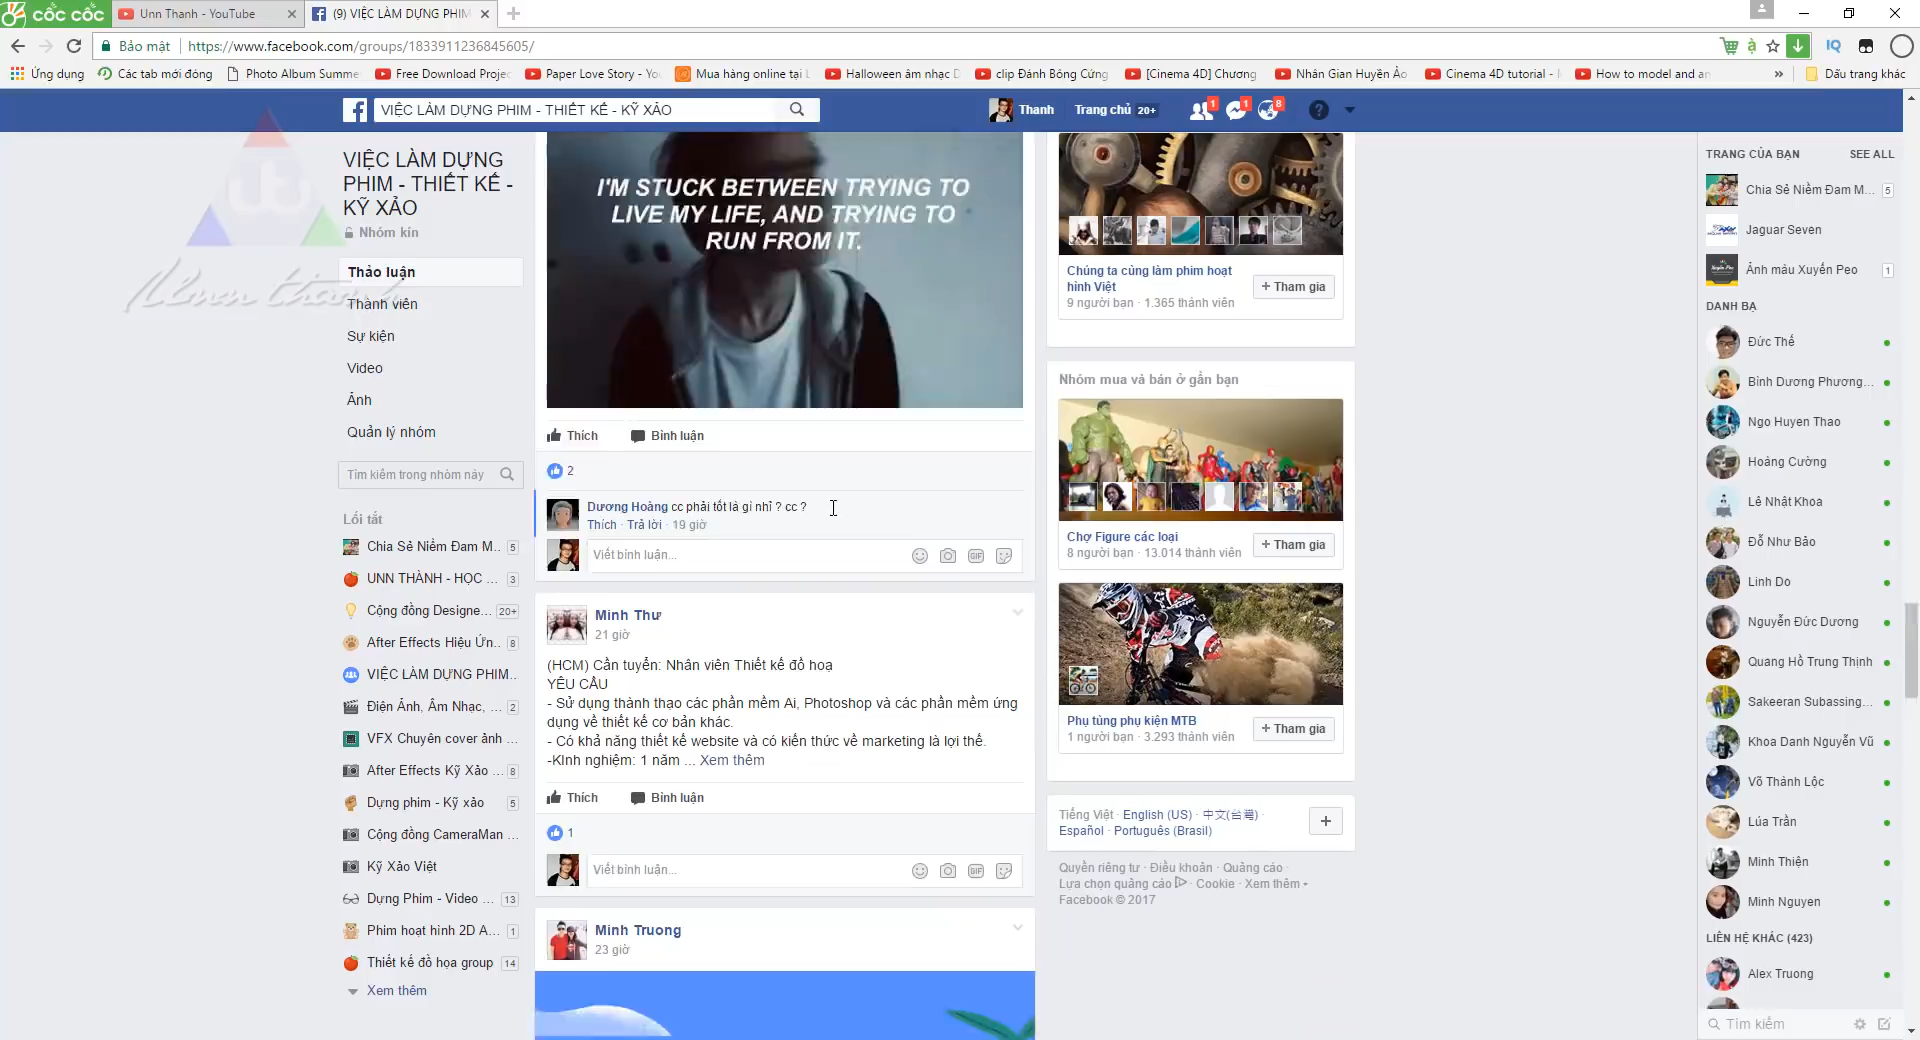 cốc cốc
Unn Thanh - YouTube
(9) VIỆC LÀM DỰNG PHIM
Bảo mật
https://www.facebook.com/groups/1833911236845605/
Ứng dụng
Các tab mới đóng
Photo Album Summe
Free Download Proje
Paper Love Story - Yo
Mua hàng online tại L
Halloween âm nhạc D
clip Đánh Bông Cứng
[Cinema 4D] Chương
Nhân Gian Huyền Ảo
Cinema 4D tutorial -
How to model and an
Dấu trang khác
VIỆC LÀM DỰNG PHIM - THIẾT KẾ - KỸ XẢO
Thanh
Trang chủ 20+
1
1
8
VIỆC LÀM DỰNG
PHIM - THIẾT KẾ -
KỸ XẢO
Nhóm kín
Thảo luận
Thành viên
Sự kiện
Video
Ảnh
Quản lý nhóm
Tìm kiếm trong nhóm này
Lối tắt
Chia Sẻ Niềm Đam M.. 5
UNN THÀNH - HỌC ... 3
Cộng đồng Designe... 20+
After Effects Hiệu Ứn.. 8
VIỆC LÀM DỰNG PHIM..
Điện Ảnh, Âm Nhạc, ... 2
VFX Chuyên cover ảnh ...
After Effects Kỹ Xảo ... 8
Dựng phim - Kỹ xảo 5
Cộng đồng CameraMan ...
Kỹ Xảo Việt
Dựng Phim - Video ... 13
Phim hoạt hình 2D A... 1
Thiết kế đồ họa group 14
Xem thêm
I'M STUCK BETWEEN TRYING TO
LIVE MY LIFE, AND TRYING TO
RUN FROM IT.
Thích Bình luận
2
Dương Hoàng cc phải tốt là gì nhỉ ? cc ?
Thích · Trả lời · 19 giờ
Viết bình luận...
GIF
Minh Thư
21 giờ
(HCM) Cần tuyển: Nhân viên Thiết kế đồ hoạ
YÊU CẦU
- Sử dụng thành thạo các phần mềm Ai, Photoshop và các phần mềm ứng
dụng về thiết kế cơ bản khác.
- Có khả năng thiết kế website và có kiến thức về marketing là lợi thế.
-KInh nghiệm: 1 năm ... Xem thêm
Thích Bình luận
1
Viết bình luận...
GIF
Minh Truong
23 giờ
Chúng ta cùng làm phim hoạt
hình Việt
9 người bạn · 1.365 thành viên
+ Tham gia
Nhóm mua và bán ở gần bạn
Chợ Figure các loại
8 người bạn · 13.014 thành viên
+ Tham gia
Phụ tùng phụ kiện MTB
1 người bạn · 3.293 thành viên
+ Tham gia
Tiếng Việt · English (US) · 中文(台灣) ·
Español · Português (Brasil)
+
Quyền riêng tư · Điều khoản · Quảng cáo ·
Lựa chọn quảng cáo · Cookie · Xem thêm
Facebook © 2017
TRANG CỦA BẠN SEE ALL
Chia Sẻ Niềm Đam M... 5
Jaguar Seven
Ảnh màu Xuyến Peo 1
DANH BẠ
Đức Thế
Bình Dương Phương...
Ngo Huyen Thao
Hoàng Cường
Lê Nhật Khoa
Đỗ Như Bảo
Linh Do
Nguyễn Đức Dương
Quang Hồ Trung Thịnh
Sakeeran Subassing...
Khoa Danh Nguyễn Vũ
Võ Thành Lộc
Lúa Trần
Minh Thiện
Minh Nguyen
LIÊN HỆ KHÁC (423)
Alex Truong
Tìm kiếm